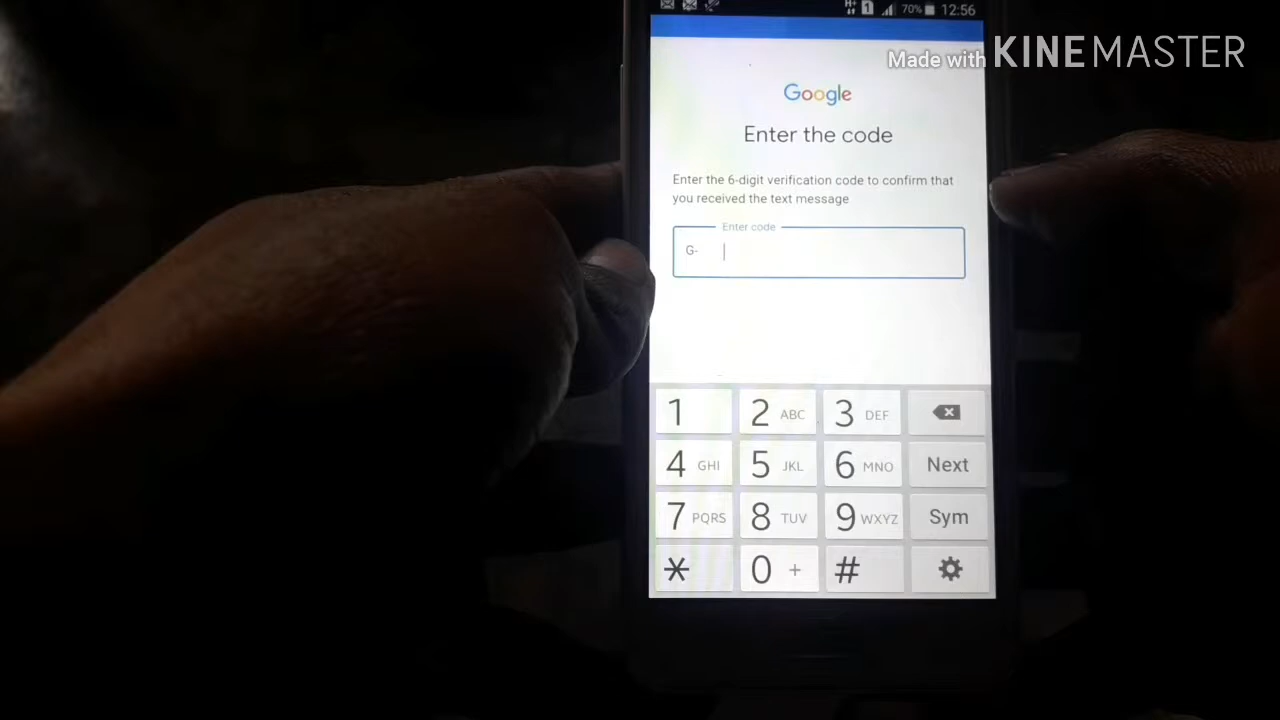 1 70% 12:56
Made with KINEMASTER
Google
Enter the code
Enter the 6-digit verification code to confirm that
you received the text message
Enter code
G-
1 2 ABC 3 DEF
4 GHI 5 JKL 6 MNO Next
7 PQRS 8 TUV 9 WXYZ Sym
* 0 + #